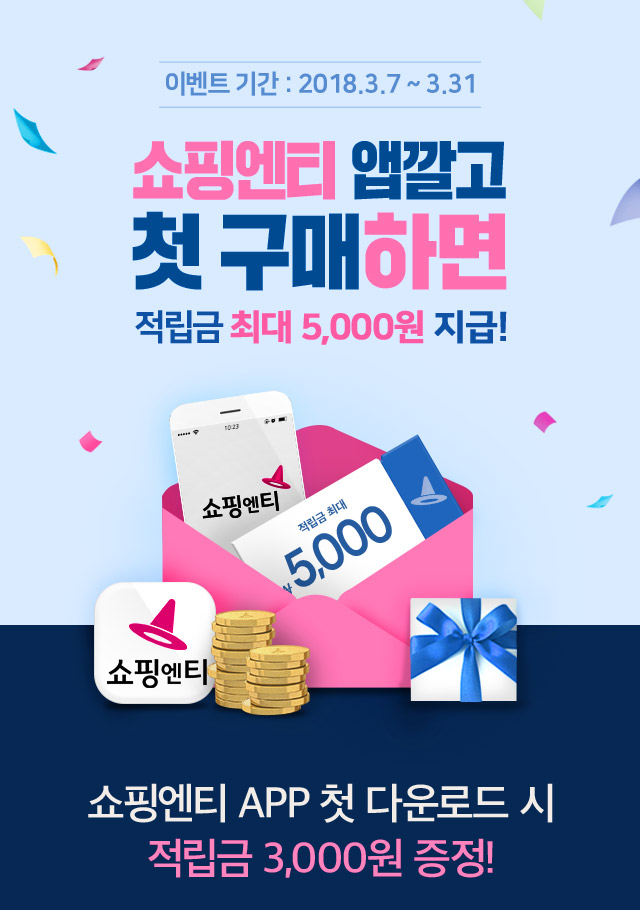 이벤트 기간 : 2018.3.7 ~ 3.31
쇼핑엔티 앱깔고
첫 구매하면
적립금 최대 5,000원 지급!
10:23
쇼핑엔티
적립금 최대
5,000
쇼핑엔티
쇼핑엔티 APP 첫 다운로드 시
적립금 3,000원 증정!